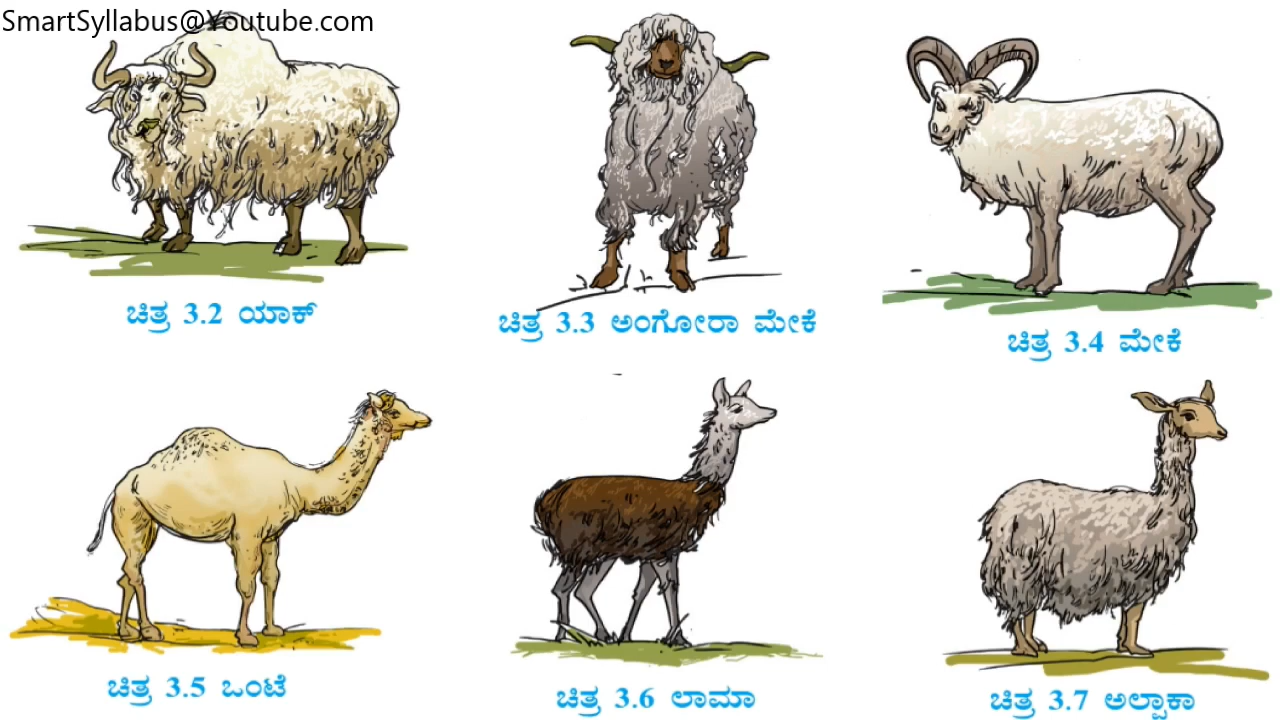 SmartSyllabus@Youtube.com
ಚಿತ್ರ 3.2 ಯಾಕ್
ಚಿತ್ರ 3.3 ಅಂಗೋರಾ ಮೇಕೆ
ಚಿತ್ರ 3.4 ಮೇಕೆ
ಚಿತ್ರ 3.5 ಒಂಟೆ
ಚಿತ್ರ 3.6 ಲಾಮಾ
ಚಿತ್ರ 3.7 ಅಲ್ಪಾಕಾ